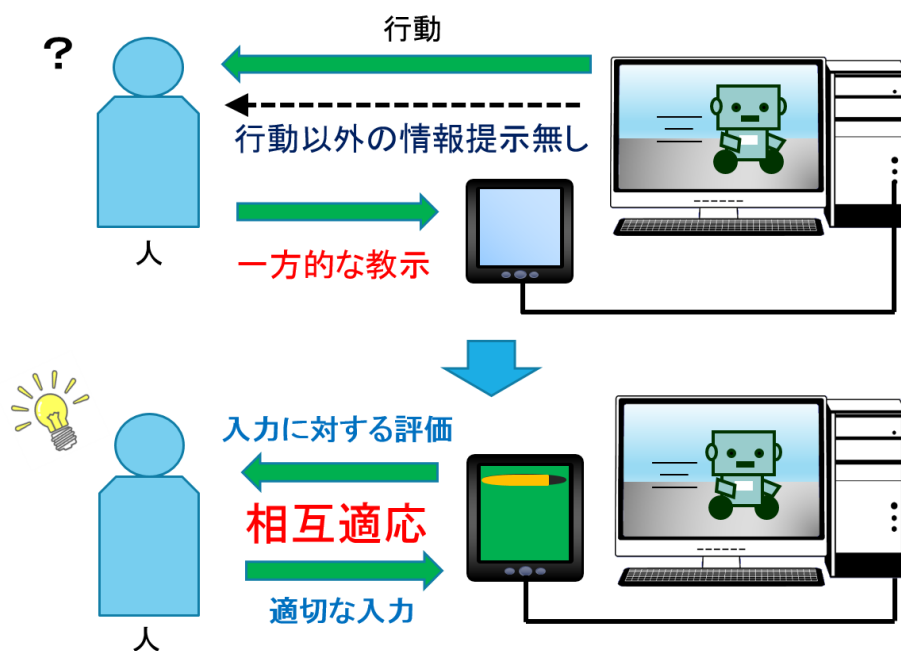 行動
?
行動以外の情報提示無し
人
一方的な教示
入力に対する評価
相互適応
適切な入力
人